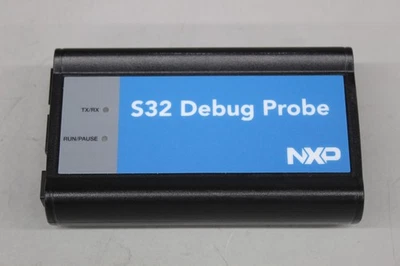 TX/RX
S32 Debug Probe
RUN/PAUSE
NXP